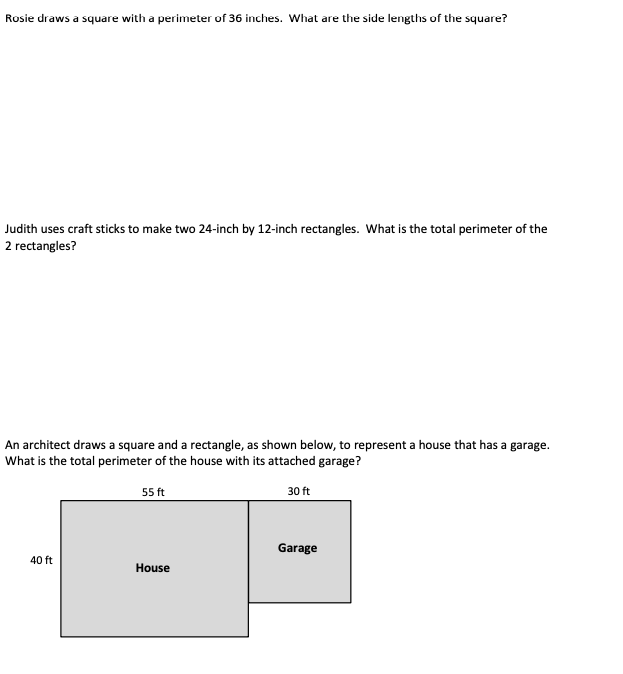 Rosie draws a square with a perimeter of 36 inches. What are the side lengths of the square?
Judith uses craft sticks to make two 24-inch by 12-inch rectangles. What is the total perimeter of the
2 rectangles?
An architect draws a square and a rectangle, as shown below, to represent a house that has a garage.
What is the total perimeter of the house with its attached garage?
55 ft
30 ft
Garage
40 ft
House